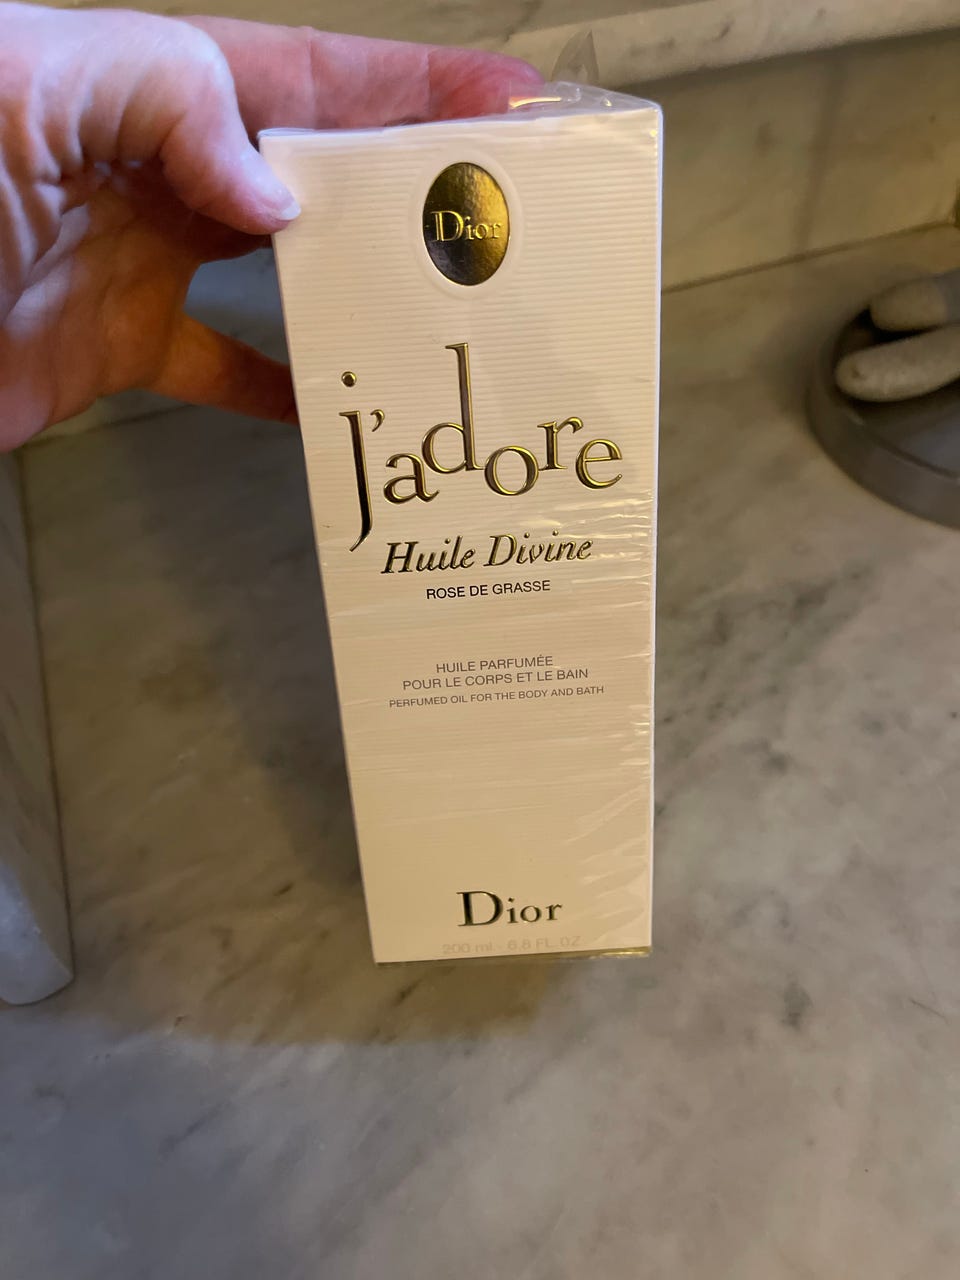 Dior
j'adore
Huile Divine
ROSE DE GRASSE
HUILE PARFUMÉE
POUR LE CORPS ET LE BAIN
PERFUMED OIL FOR THE BODY AND BATH
Dior
200 ml - 6.8 FL.OZ